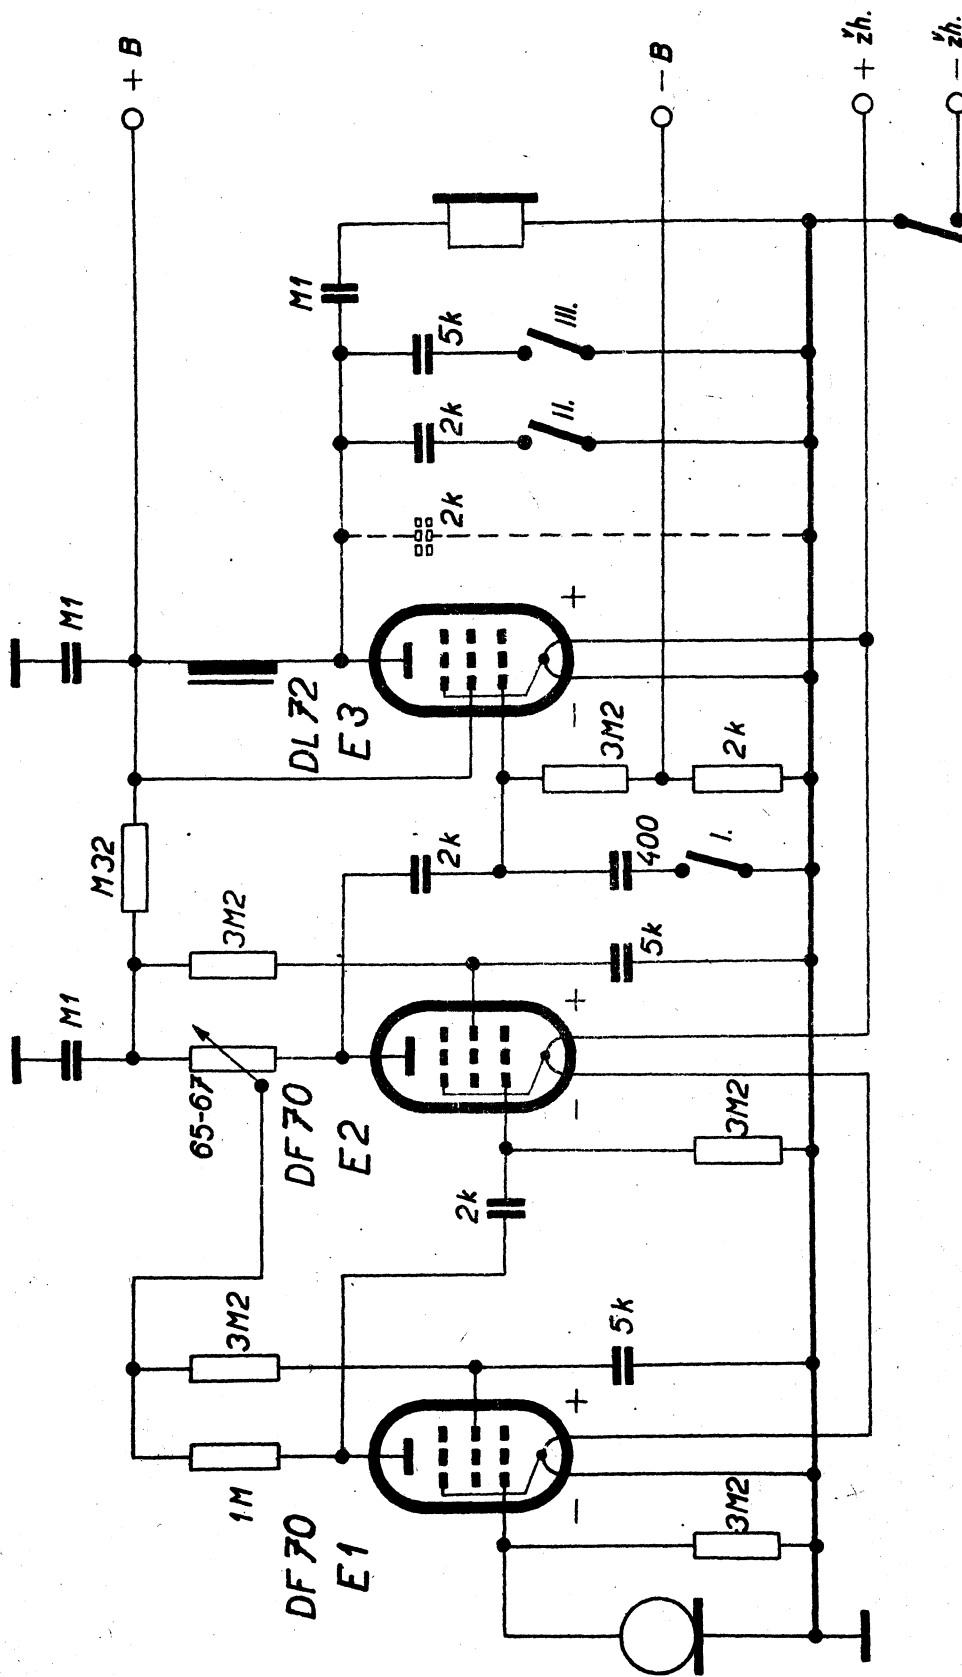 + B
- B
+ žh.
- žh.
M1
M1
5k
III.
2k
II.
2k
M1
+
-
DL72
E3
3M2
2k
M32
2k
400
I.
3M2
5k
M1
+
-
65-67
DF70
E2
3M2
2k
3M2
5k
1M
+
-
DF70
E1
3M2